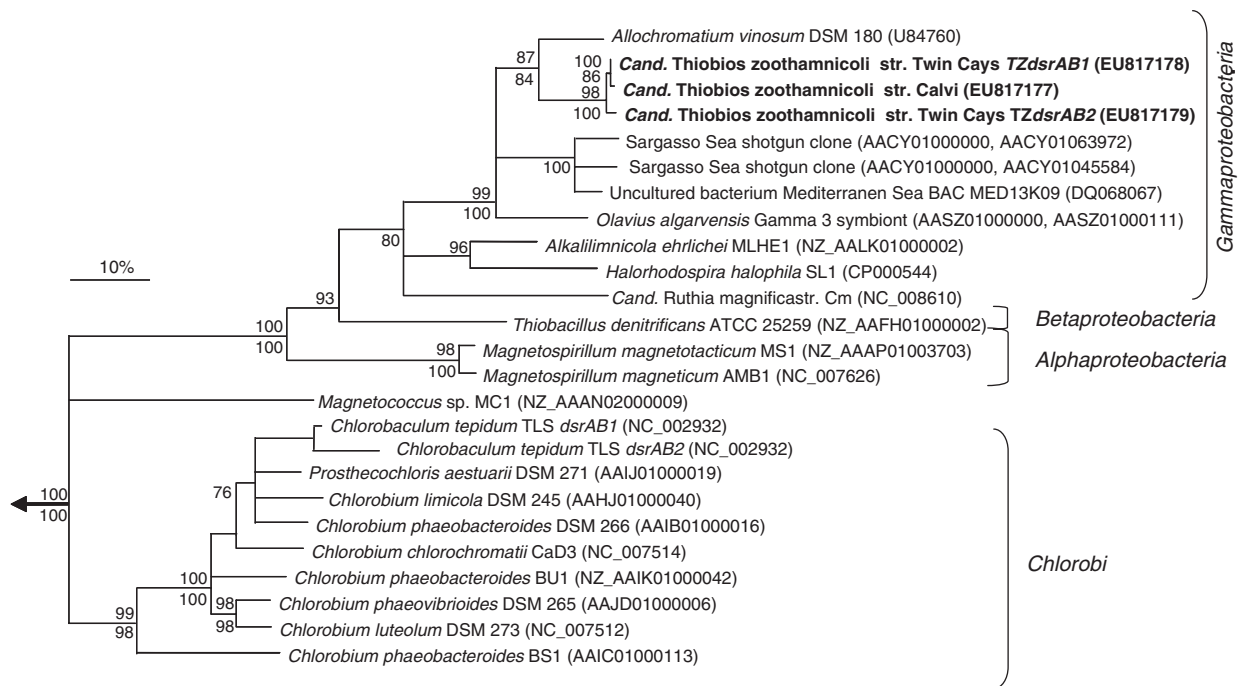 Allochromatium vinosum DSM 180 (U84760)
87
84
100
86
98
100
Cand. Thiobios zoothamnicoli str. Twin Cays TZdsrAB1 (EU817178)
Cand. Thiobios zoothamnicoli str. Calvi (EU817177)
Cand. Thiobios zoothamnicoli str. Twin Cays TZdsrAB2 (EU817179)
Sargasso Sea shotgun clone (AACY01000000, AACY01063972)
100
Sargasso Sea shotgun clone (AACY01000000, AACY01045584)
Uncultured bacterium Mediterranen Sea BAC MED13K09 (DQ068067)
99
100
Olavius algarvensis Gamma 3 symbiont (AASZ01000000, AASZ01000111)
80
96
Alkalilimnicola ehrlichei MLHE1 (NZ_AALK01000002)
Halorhodospira halophila SL1 (CP000544)
10%
Cand. Ruthia magnificastr. Cm (NC_008610)
Gammaproteobacteria
93
Thiobacillus denitrificans ATCC 25259 (NZ_AAFH01000002)
Betaproteobacteria
100
100
98
100
Magnetospirillum magnetotacticum MS1 (NZ_AAAP01003703)
Magnetospirillum magneticum AMB1 (NC_007626)
Alphaproteobacteria
Magnetococcus sp. MC1 (NZ_AAAN02000009)
Chlorobaculum tepidum TLS dsrAB1 (NC_002932)
Chlorobaculum tepidum TLS dsrAB2 (NC_002932)
Prosthecochloris aestuarii DSM 271 (AAIJ01000019)
76
Chlorobium limicola DSM 245 (AAHJ01000040)
100
100
Chlorobium phaeobacteroides DSM 266 (AAIB01000016)
Chlorobium chlorochromatii CaD3 (NC_007514)
Chlorobi
100
100
Chlorobium phaeobacteroides BU1 (NZ_AAIK01000042)
98
98
Chlorobium phaeovibrioides DSM 265 (AAJD01000006)
99
98
Chlorobium luteolum DSM 273 (NC_007512)
Chlorobium phaeobacteroides BS1 (AAIC01000113)